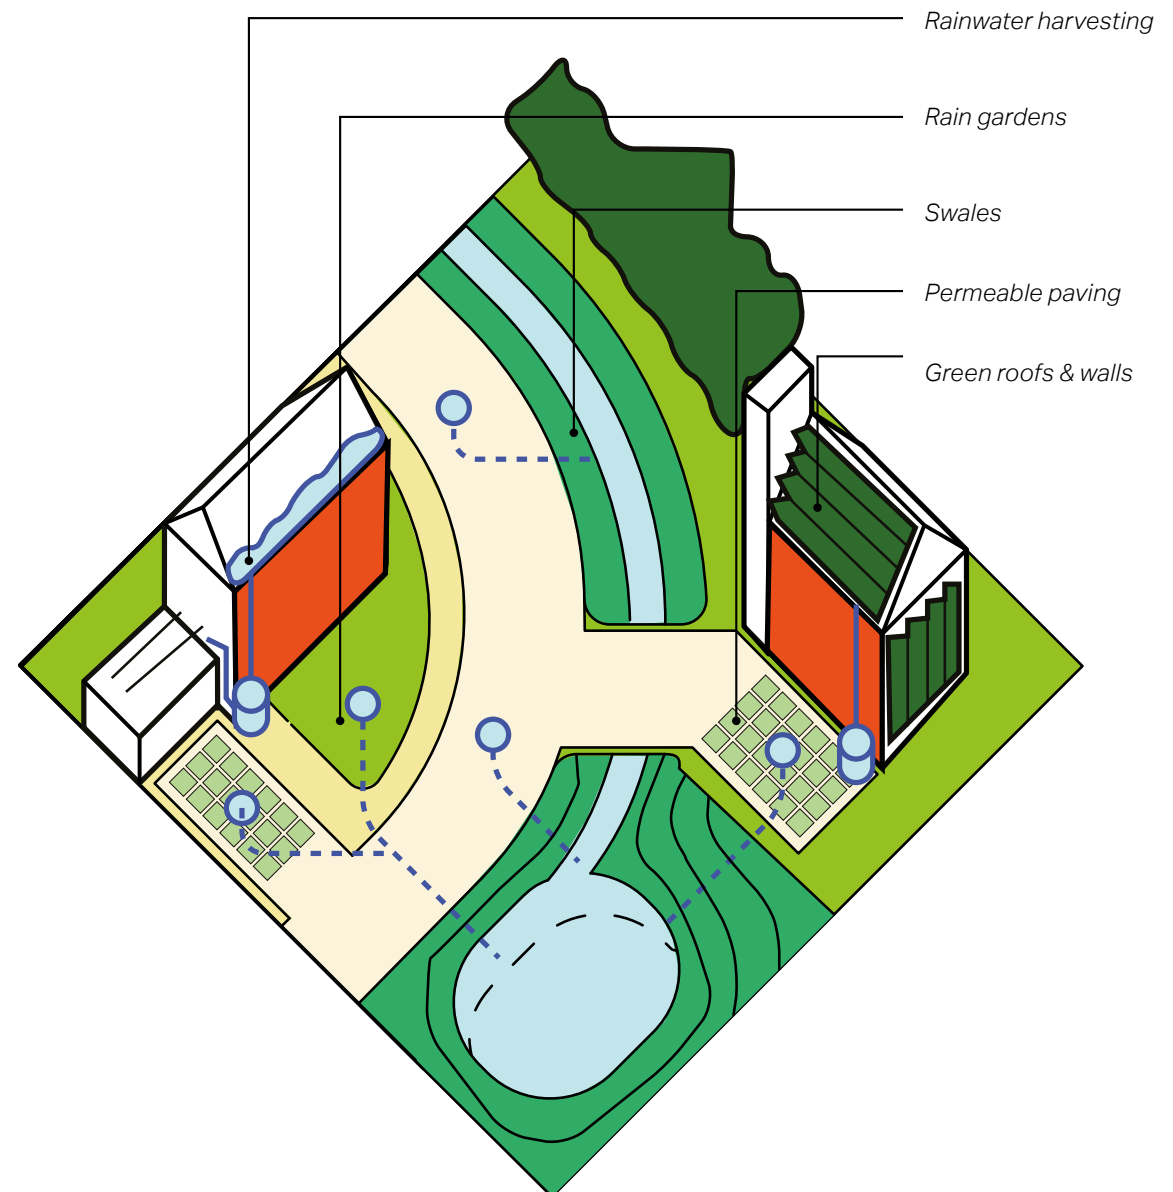 Rainwater harvesting
Rain gardens
Swales
Permeable paving
Green roofs & walls